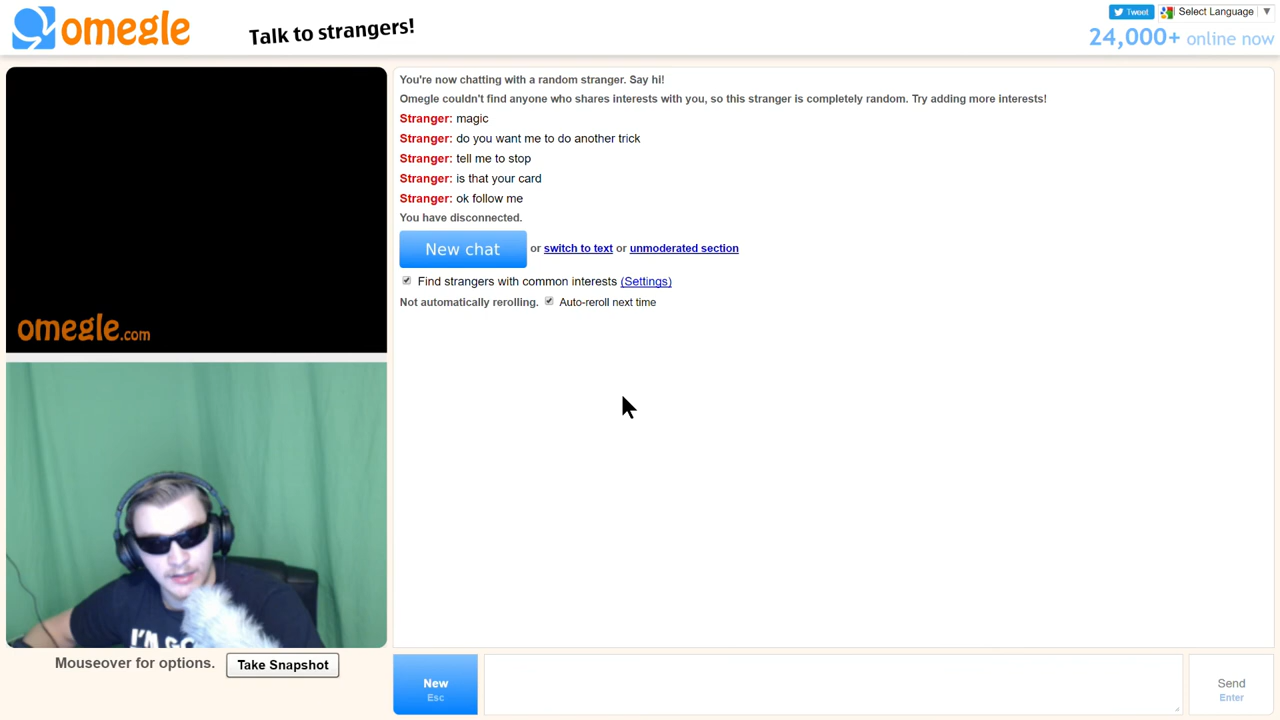 omegle
Talk to strangers!
Tweet
Select Language ▼
24,000+ online now
You're now chatting with a random stranger. Say hi!
Omegle couldn't find anyone who shares interests with you, so this stranger is completely random. Try adding more interests!
Stranger: magic
Stranger: do you want me to do another trick
Stranger: tell me to stop
Stranger: is that your card
Stranger: ok follow me
You have disconnected.
New chat or switch to text or unmoderated section
Find strangers with common interests (Settings)
Not automatically rerolling. Auto-reroll next time
omegle.com
I'M
Mouseover for options.
Take Snapshot
New
Esc
Send
Enter